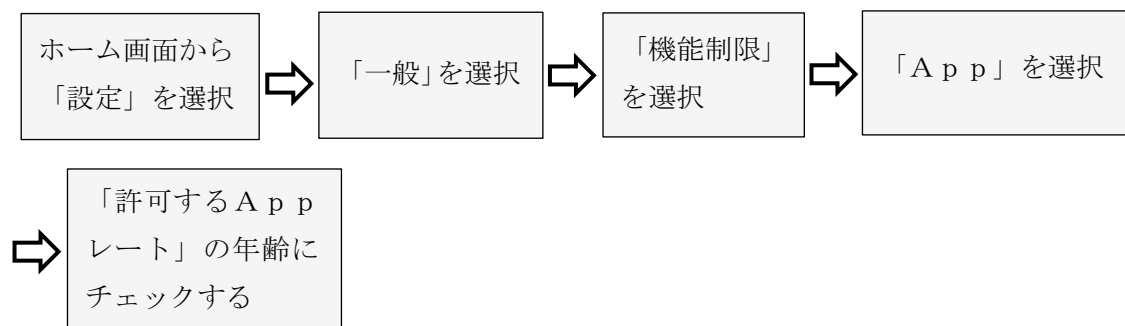 ホーム画面から
「設定」を選択
「一般」を選択
「機能制限」
を選択
「Ａｐｐ」を選択
「許可するＡｐｐ
レート」の年齢に
チェックする